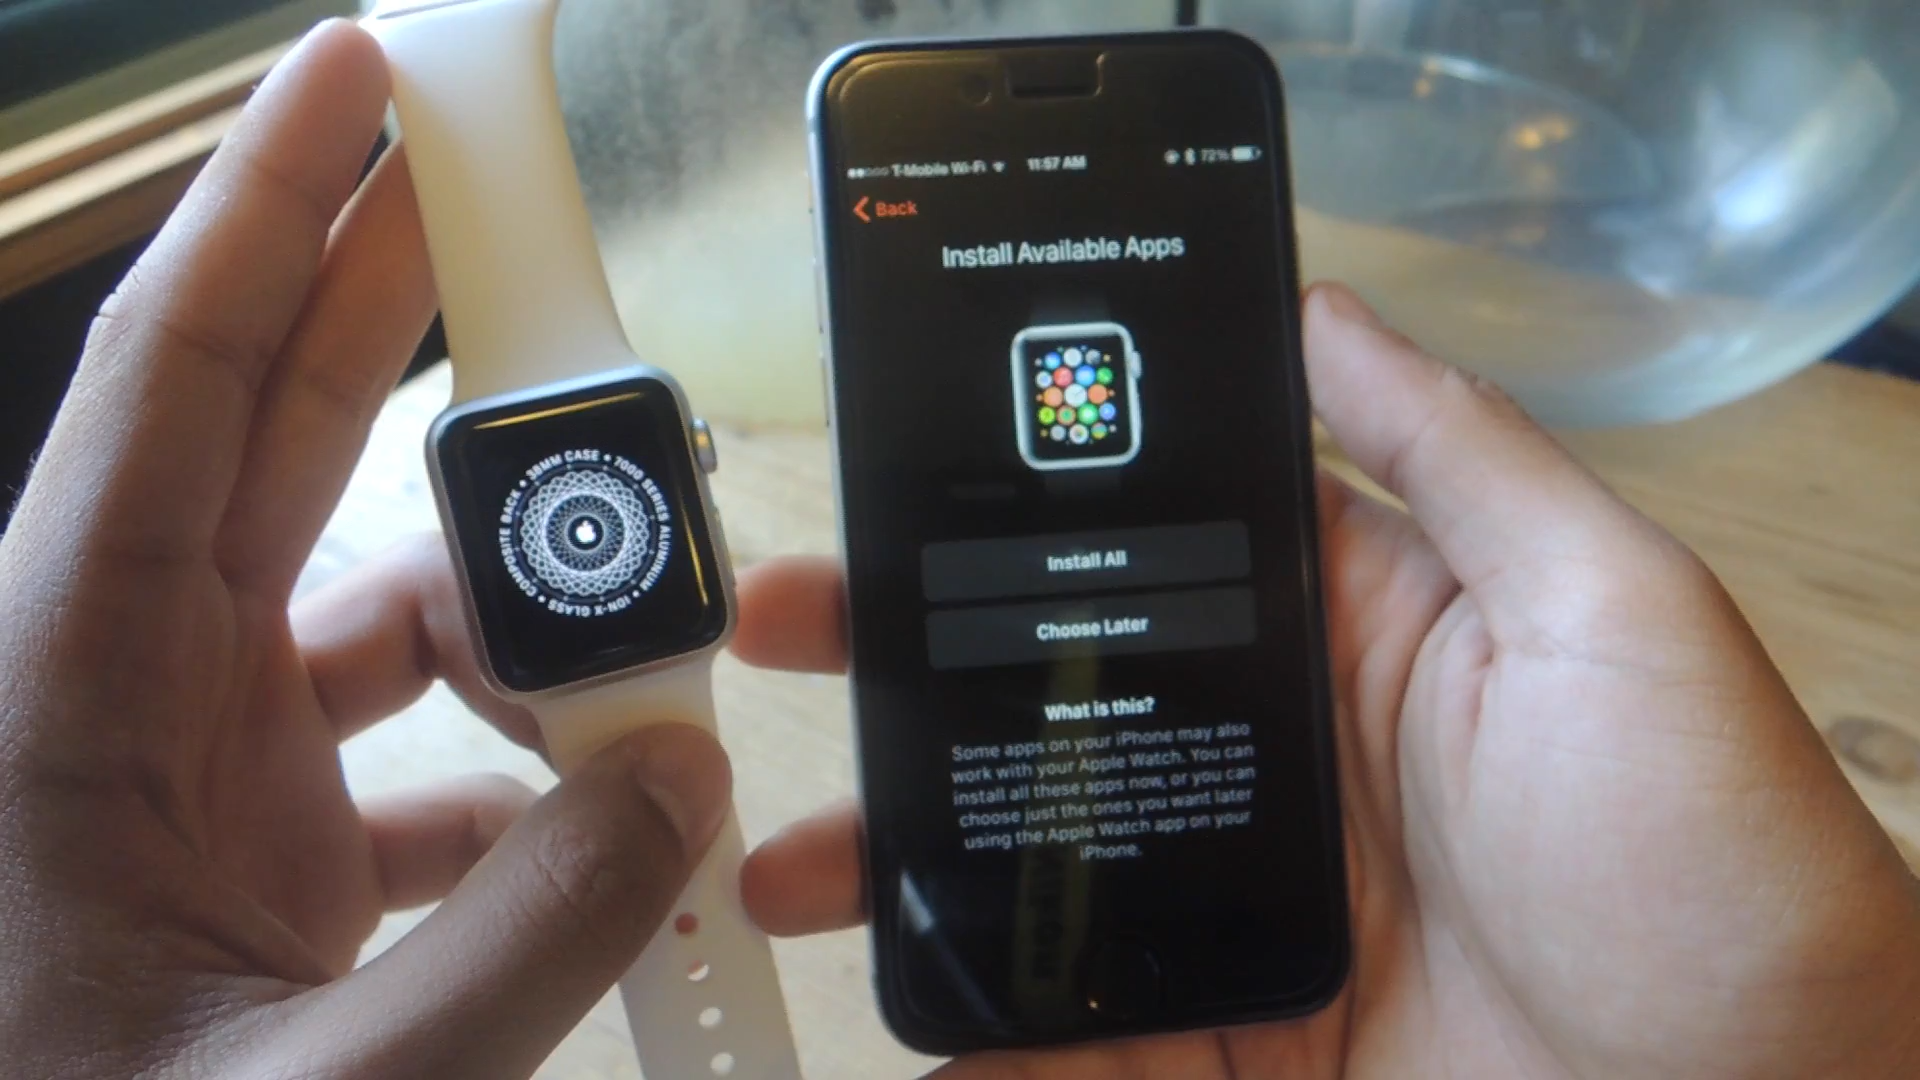 38MM CASE • 7000 SERIES ALUMINUM • ION-X GLASS • COMPOSITE BACK •
T-Mobile Wi-Fi 11:57 AM 72%
Back
Install Available Apps
Install All
Choose Later
What is this?
Some apps on your iPhone may also
work with your Apple Watch. You can
install all these apps now, or you can
choose just the ones you want later
using the Apple Watch app on your
iPhone.